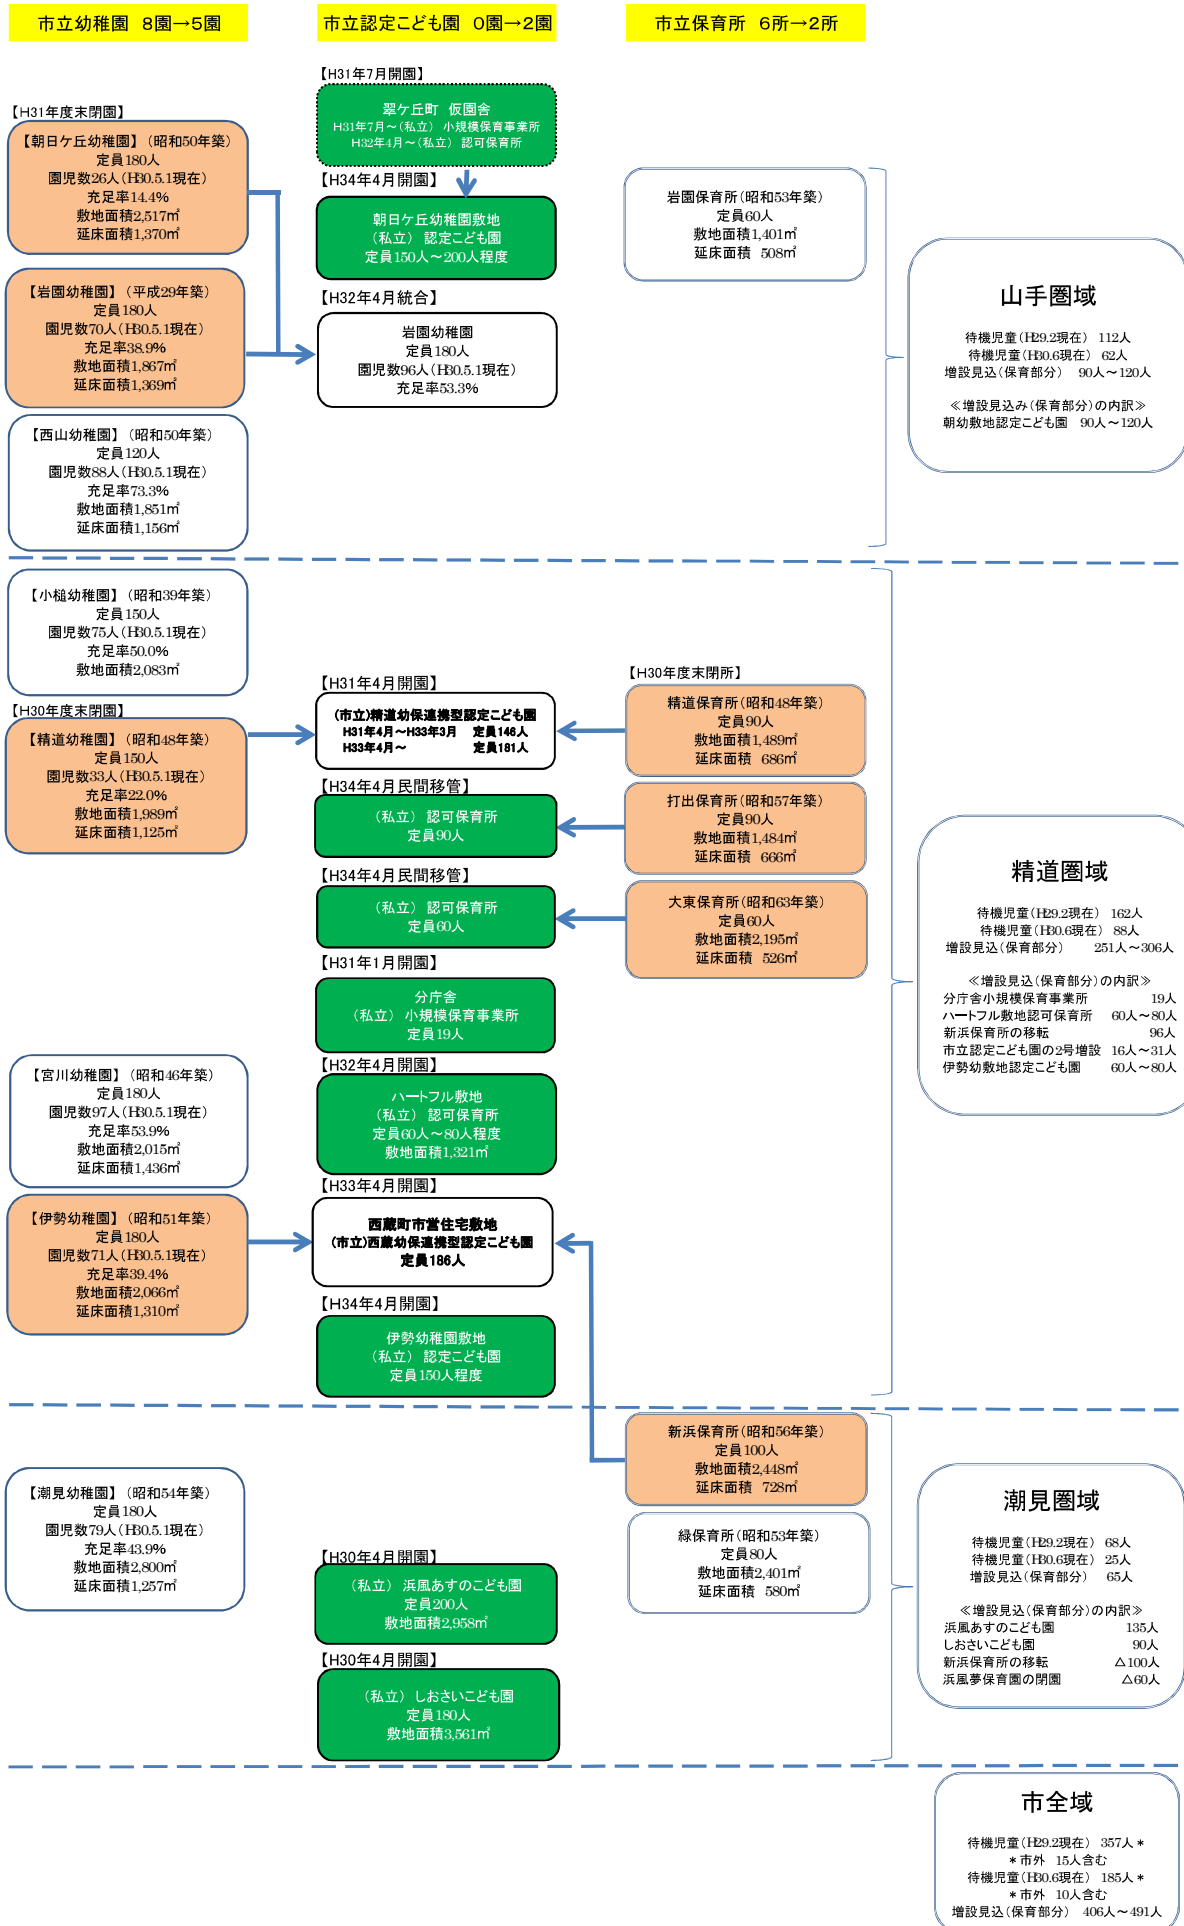 市立幼稚園 8園→5園
市立認定こども園 0園→2園
市立保育所 6所→2所
【H31年7月開園】
翠ケ丘町 仮園舎
H31年7月～(私立) 小規模保育事業所
H32年4月～(私立) 認可保育所
【H31年度末閉園】
【朝日ケ丘幼稚園】(昭和50年築)
定員180人
園児数26人(H30.5.1現在)
充足率14.4%
敷地面積2,517㎡
延床面積1,370㎡
【H34年4月開園】
朝日ケ丘幼稚園敷地
(私立) 認定こども園
定員150人～200人程度
岩園保育所(昭和53年築)
定員60人
敷地面積1,401㎡
延床面積 508㎡
【岩園幼稚園】(平成29年築)
定員180人
園児数70人(H30.5.1現在)
充足率38.9%
敷地面積1,867㎡
延床面積1,369㎡
【H32年4月統合】
岩園幼稚園
定員180人
園児数96人(H30.5.1現在)
充足率53.3%
【西山幼稚園】(昭和50年築)
定員120人
園児数88人(H30.5.1現在)
充足率73.3%
敷地面積1,851㎡
延床面積1,156㎡
山手圏域
待機児童(H29.2現在) 112人
待機児童(H30.6現在) 62人
増設見込(保育部分) 90人～120人
≪増設見込み(保育部分)の内訳≫
朝幼敷地認定こども園 90人～120人
【小槌幼稚園】(昭和39年築)
定員150人
園児数75人(H30.5.1現在)
充足率50.0%
敷地面積2,083㎡
【H30年度末閉園】
【精道幼稚園】(昭和48年築)
定員150人
園児数33人(H30.5.1現在)
充足率22.0%
敷地面積1,989㎡
延床面積1,125㎡
【H31年4月開園】
(市立)精道幼保連携型認定こども園
H31年4月～H33年3月 定員146人
H33年4月～ 定員181人
【H30年度末閉所】
精道保育所(昭和48年築)
定員90人
敷地面積1,489㎡
延床面積 686㎡
【H34年4月民間移管】
(私立) 認可保育所
定員90人
打出保育所(昭和57年築)
定員90人
敷地面積1,484㎡
延床面積 666㎡
【H34年4月民間移管】
(私立) 認可保育所
定員60人
大東保育所(昭和63年築)
定員60人
敷地面積2,195㎡
延床面積 526㎡
【H31年1月開園】
分庁舎
(私立) 小規模保育事業所
定員19人
【H32年4月開園】
ハートフル敷地
(私立) 認可保育所
定員60人～80人程度
敷地面積1,321㎡
【宮川幼稚園】(昭和46年築)
定員180人
園児数97人(H30.5.1現在)
充足率53.9%
敷地面積2,015㎡
延床面積1,436㎡
【伊勢幼稚園】(昭和51年築)
定員180人
園児数71人(H30.5.1現在)
充足率39.4%
敷地面積2,066㎡
延床面積1,310㎡
【H33年4月開園】
西蔵町市営住宅敷地
(市立)西蔵幼保連携型認定こども園
定員186人
【H34年4月開園】
伊勢幼稚園敷地
(私立) 認定こども園
定員150人程度
精道圏域
待機児童(H29.2現在) 162人
待機児童(H30.6現在) 88人
増設見込(保育部分) 251人～306人
≪増設見込(保育部分)の内訳≫
分庁舎小規模保育事業所 19人
ハートフル敷地認可保育所 60人～80人
新浜保育所の移転 96人
市立認定こども園の2号増設 16人～31人
伊勢幼敷地認定こども園 60人～80人
【潮見幼稚園】(昭和54年築)
定員180人
園児数79人(H30.5.1現在)
充足率43.9%
敷地面積2,800㎡
延床面積1,257㎡
【H30年4月開園】
(私立) 浜風あすのこども園
定員200人
敷地面積2,958㎡
【H30年4月開園】
(私立) しおさいこども園
定員180人
敷地面積3,561㎡
新浜保育所(昭和56年築)
定員100人
敷地面積2,448㎡
延床面積 728㎡
緑保育所(昭和53年築)
定員80人
敷地面積2,401㎡
延床面積 580㎡
潮見圏域
待機児童(H29.2現在) 68人
待機児童(H30.6現在) 25人
増設見込(保育部分) 65人
≪増設見込(保育部分)の内訳≫
浜風あすのこども園 135人
しおさいこども園 90人
新浜保育所の移転 △100人
浜風夢保育園の閉園 △60人
市全域
待機児童(H29.2現在) 357人*
*市外 15人含む
待機児童(H30.6現在) 185人*
*市外 10人含む
増設見込(保育部分) 406人～491人